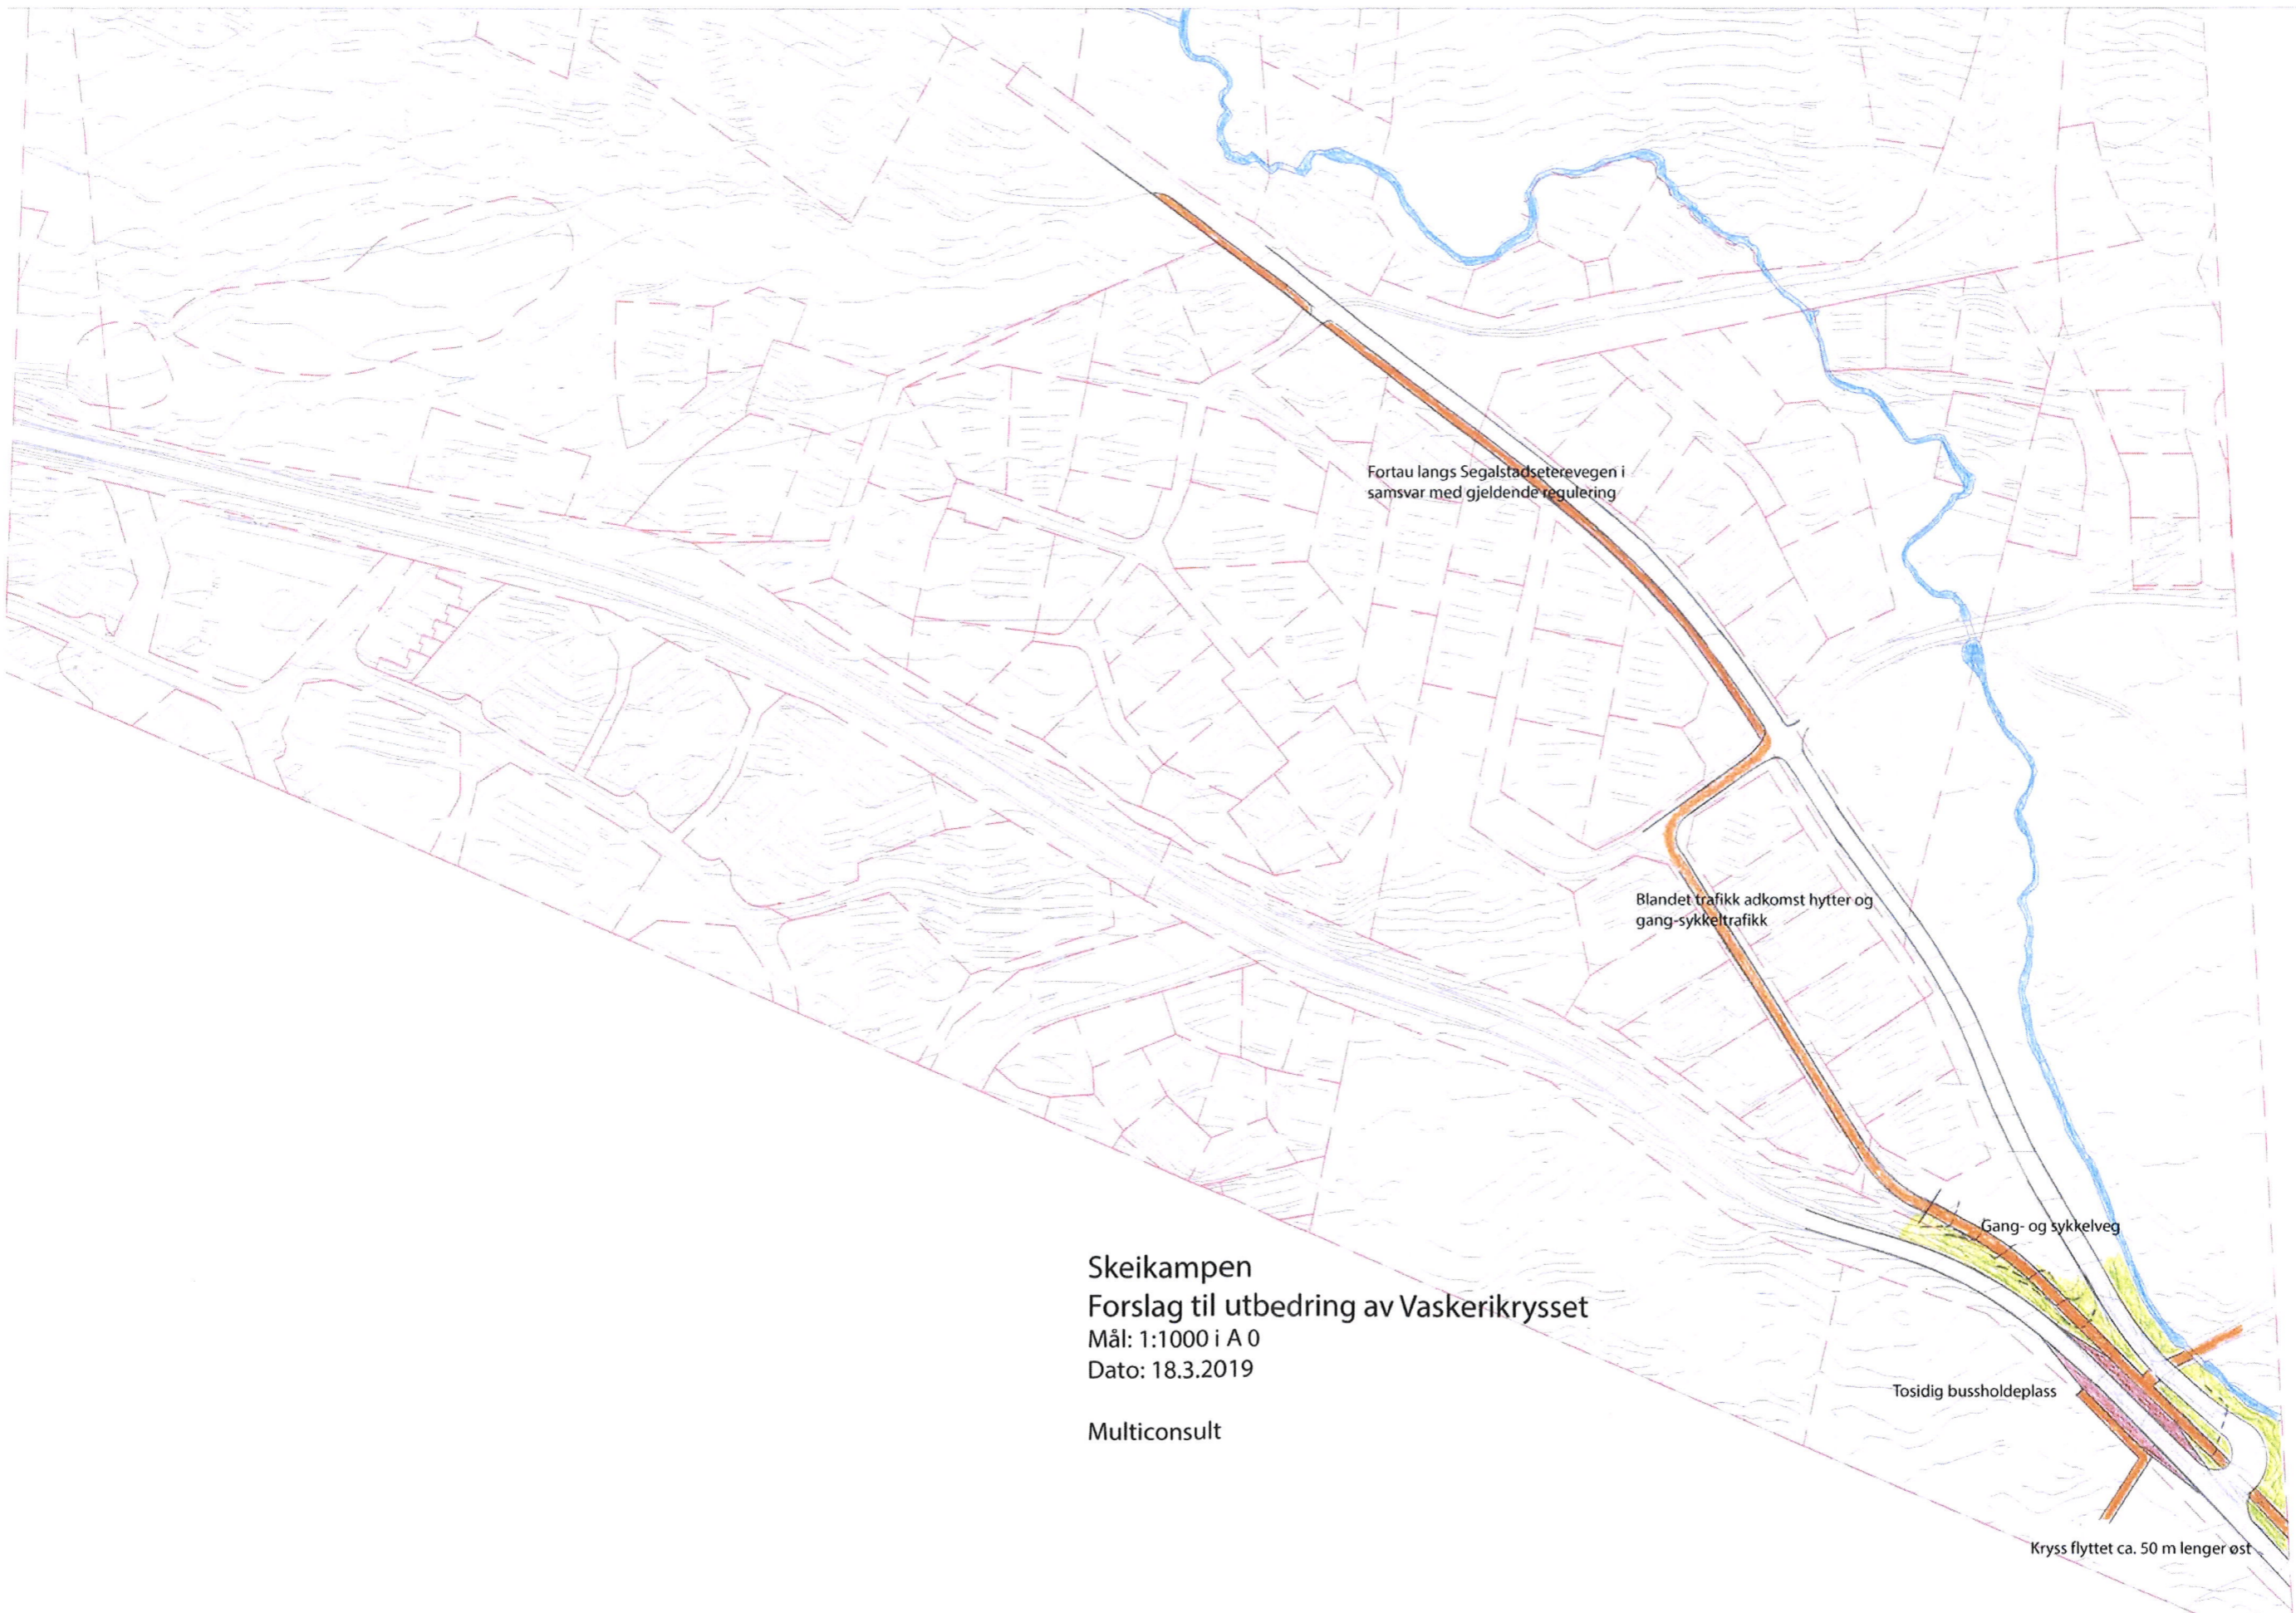 Fortau langs Segalstadseterevegen i
samsvar med gjeldende regulering
Blandet trafikk adkomst hytter og
gang-sykkeltrafikk
Gang- og sykkelveg
Skeikampen
Forslag til utbedring av Vaskerikrysset
Mål: 1:1000 i A 0
Dato: 18.3.2019
Multiconsult
Tosidig bussholdeplass
Kryss flyttet ca. 50 m lenger øst